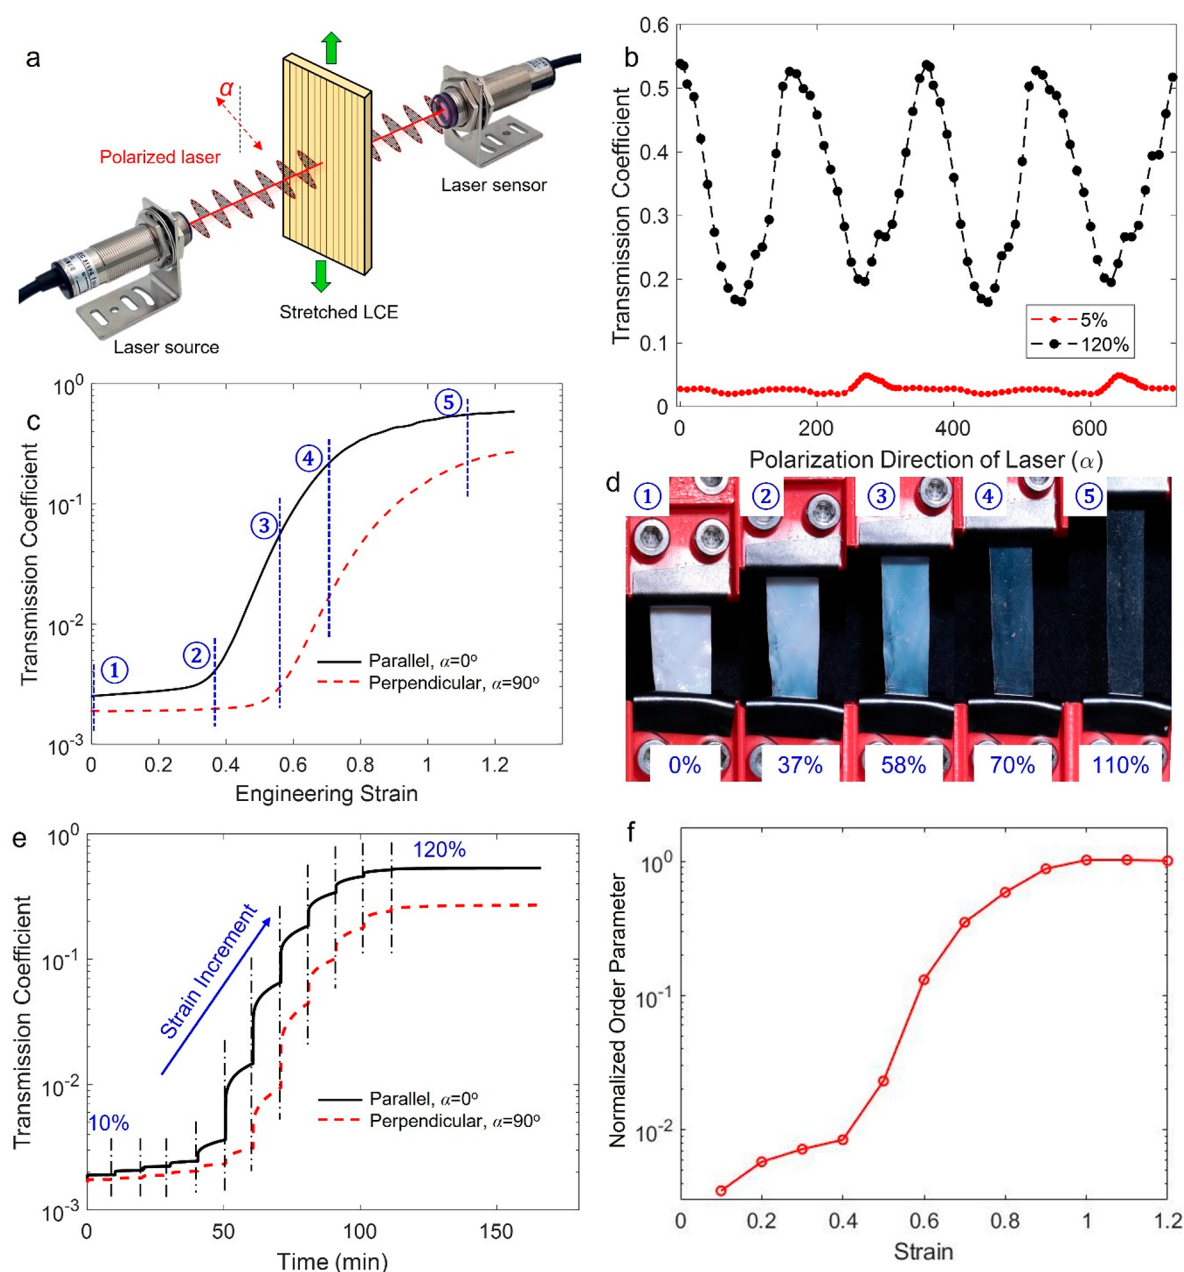 a
α
Polarized laser
Laser source
Stretched LCE
Laser sensor
b
Transmission Coefficient
0.6
0.5
0.4
0.3
0.2
0.1
0
0 200 400 600
Polarization Direction of Laser (α)
5%
120%
c
Transmission Coefficient
10⁰
10⁻¹
10⁻²
10⁻³
① ② ③ ④ ⑤
Parallel, α=0º
Perpendicular, α=90º
0 0.2 0.4 0.6 0.8 1 1.2
Engineering Strain
d
① ② ③ ④ ⑤
0% 37% 58% 70% 110%
e
Transmission Coefficient
10⁰
10⁻¹
10⁻²
10⁻³
120%
Strain Increment
10%
Parallel, α=0º
Perpendicular, α=90º
0 50 100 150
Time (min)
f
Normalized Order Parameter
10⁰
10⁻¹
10⁻²
0 0.2 0.4 0.6 0.8 1 1.2
Strain